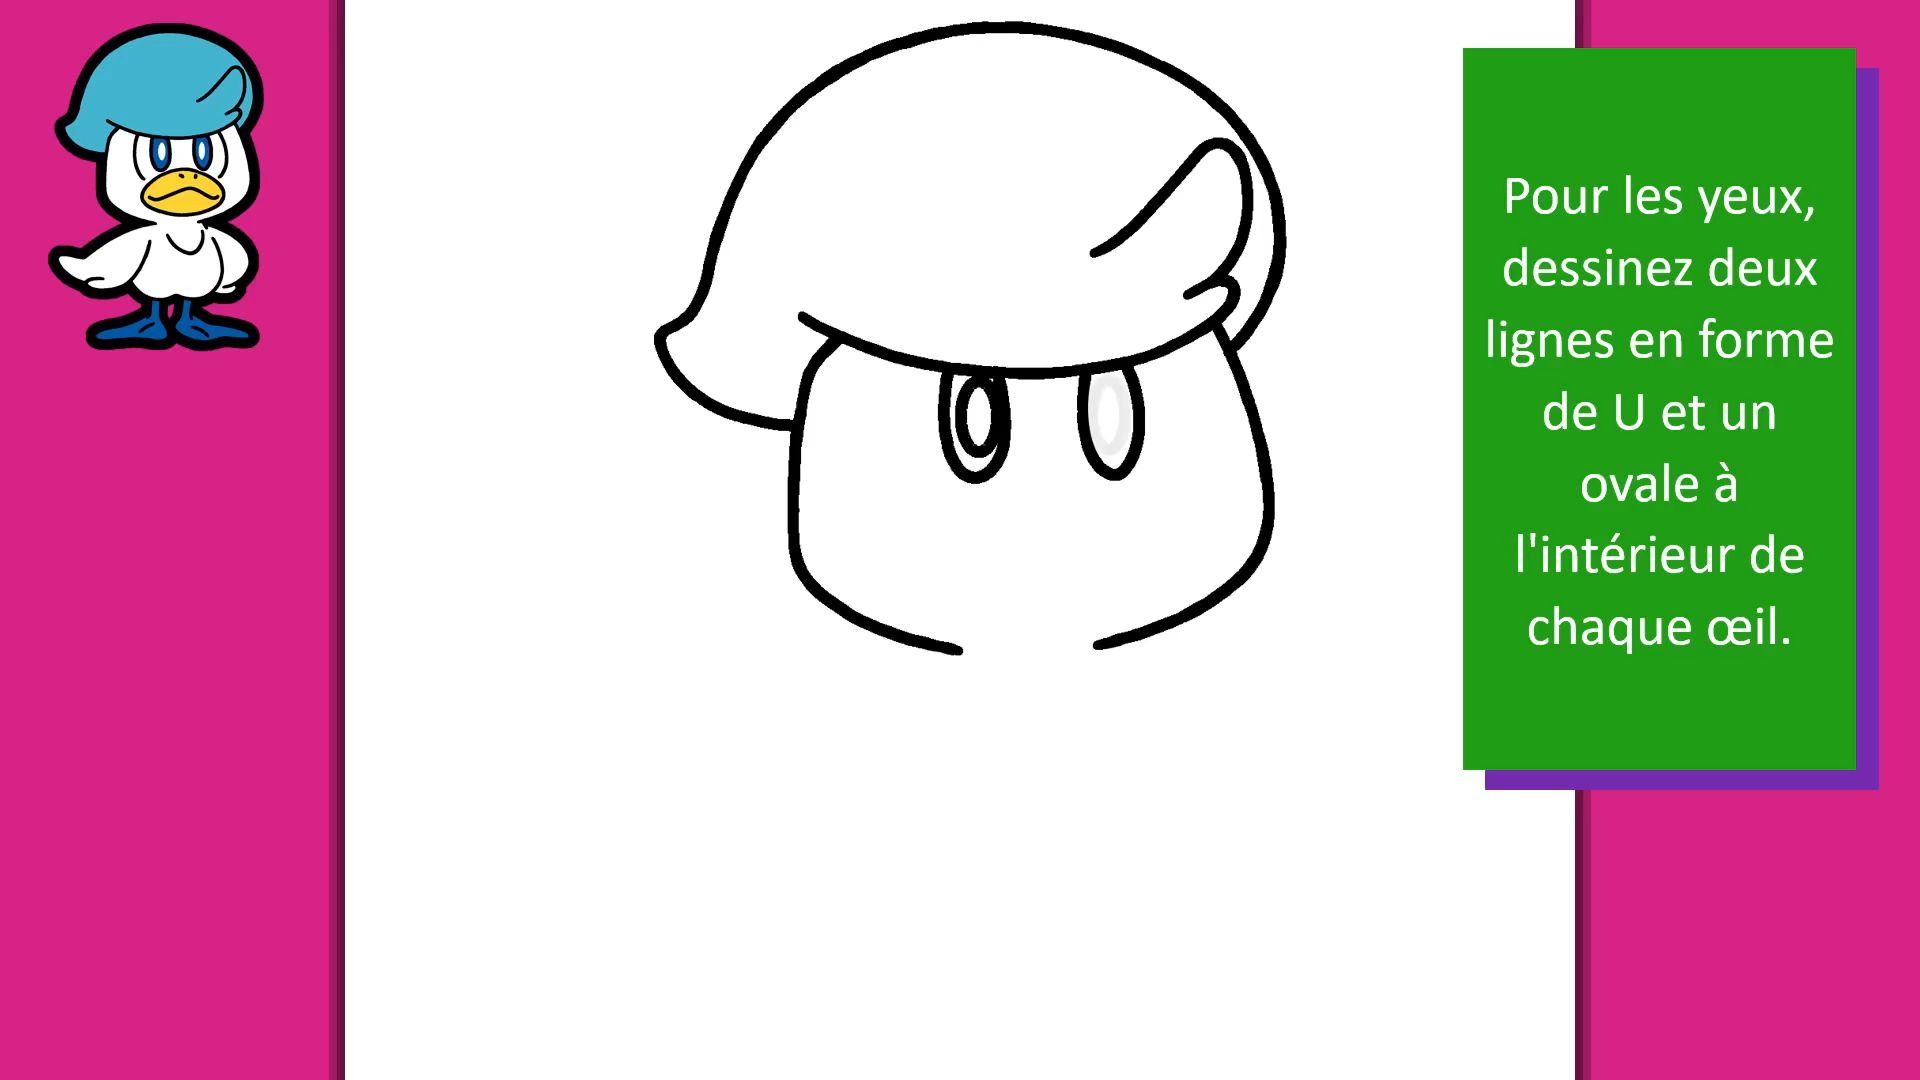 Pour les yeux,
dessinez deux
lignes en forme
de U et un
ovale à
l'intérieur de
chaque œil.